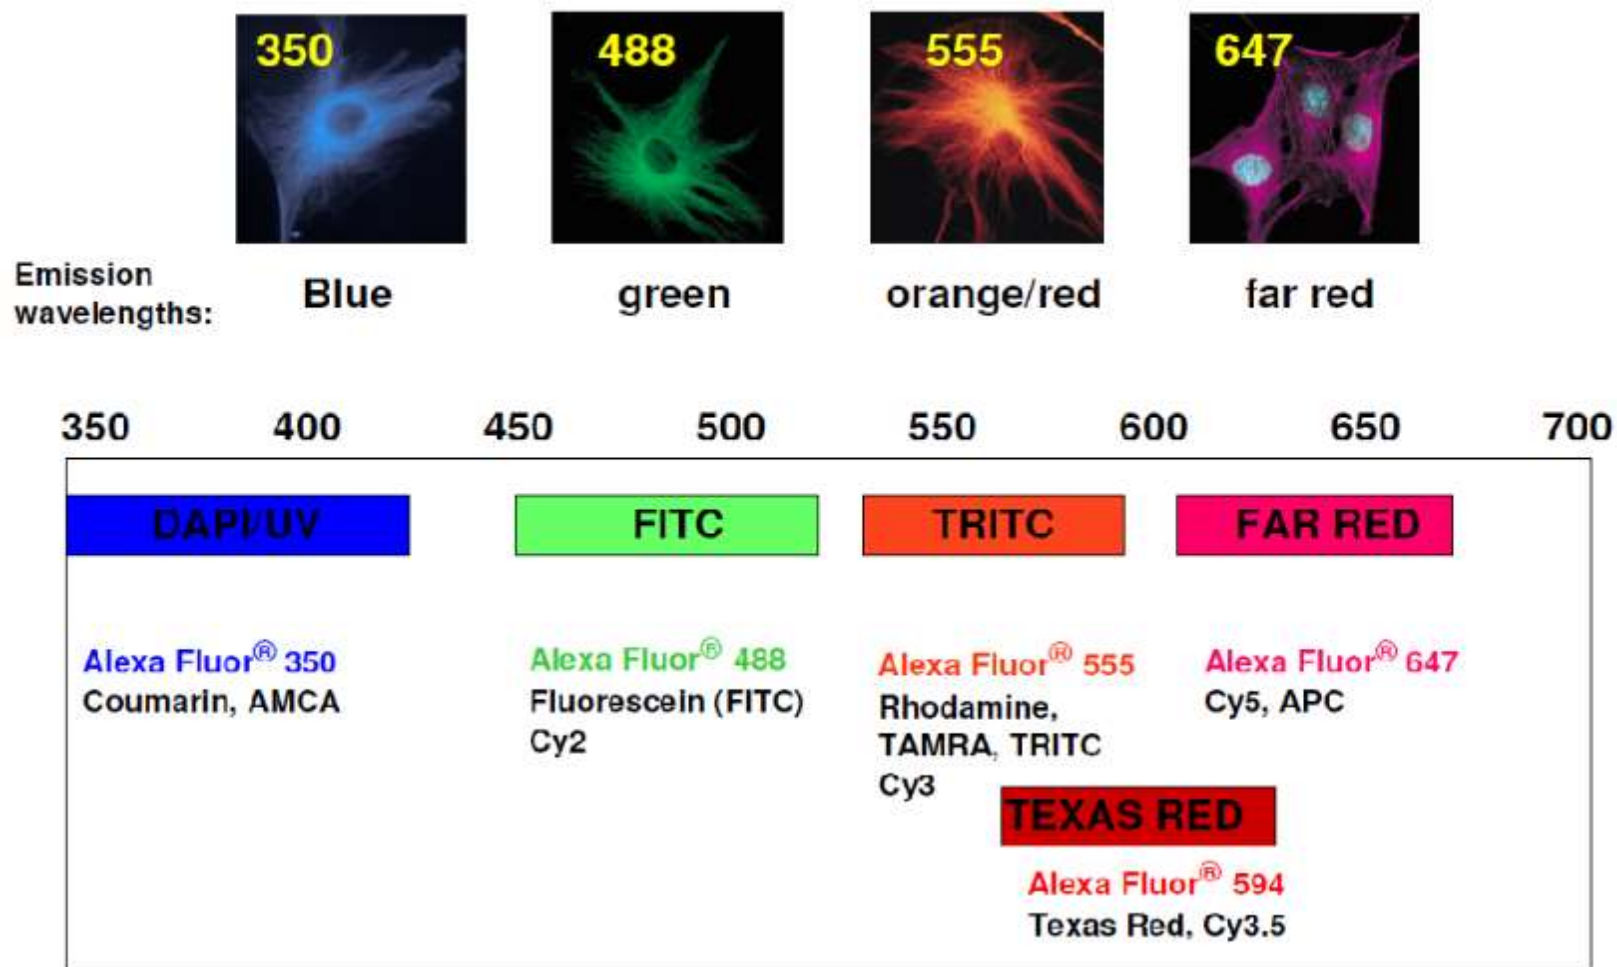 350 488 555 647
Emission
wavelengths:
Blue green orange/red far red
350 400 450 500 550 600 650 700
DAPI/UV FITC TRITC FAR RED
Alexa Fluor® 350
Coumarin, AMCA
Alexa Fluor® 488
Fluorescein (FITC)
Cy2
Alexa Fluor® 555
Rhodamine,
TAMRA, TRITC
Cy3
Alexa Fluor® 647
Cy5, APC
TEXAS RED
Alexa Fluor® 594
Texas Red, Cy3.5